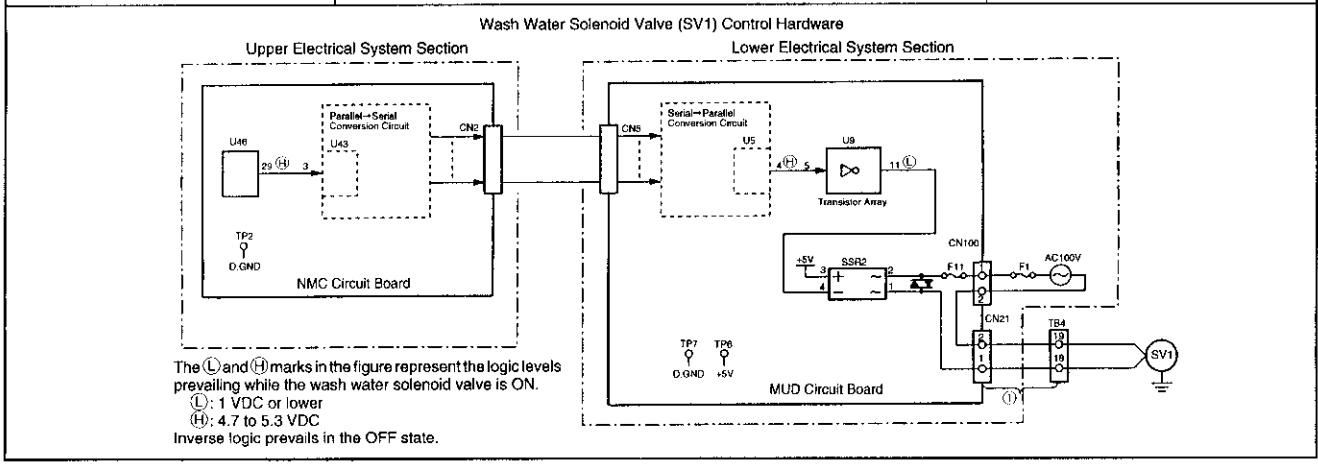 Wash Water Solenoid Valve (SV1) Control Hardware
Upper Electrical System Section
Lower Electrical System Section
Parallel→Serial
Conversion Circuit
CN2
U46
U43
29 Ⓗ 3
TP2
D.GND
NMC Circuit Board
CN5
Serial→Parallel
Conversion Circuit
U5
U9
4 Ⓗ 5
11 Ⓛ
Transistor Array
CN100
+5V
SSR2
3 + ~ 2
4 − ~ 1
F11
1
2
F1
AC100V
CN21
TB4
2
1
19
18
SV1
TP7
D.GND
TP6
+5V
MUD Circuit Board
①
The Ⓛ and Ⓗ marks in the figure represent the logic levels
prevailing while the wash water solenoid valve is ON.
Ⓛ: 1 VDC or lower
Ⓗ: 4.7 to 5.3 VDC
Inverse logic prevails in the OFF state.